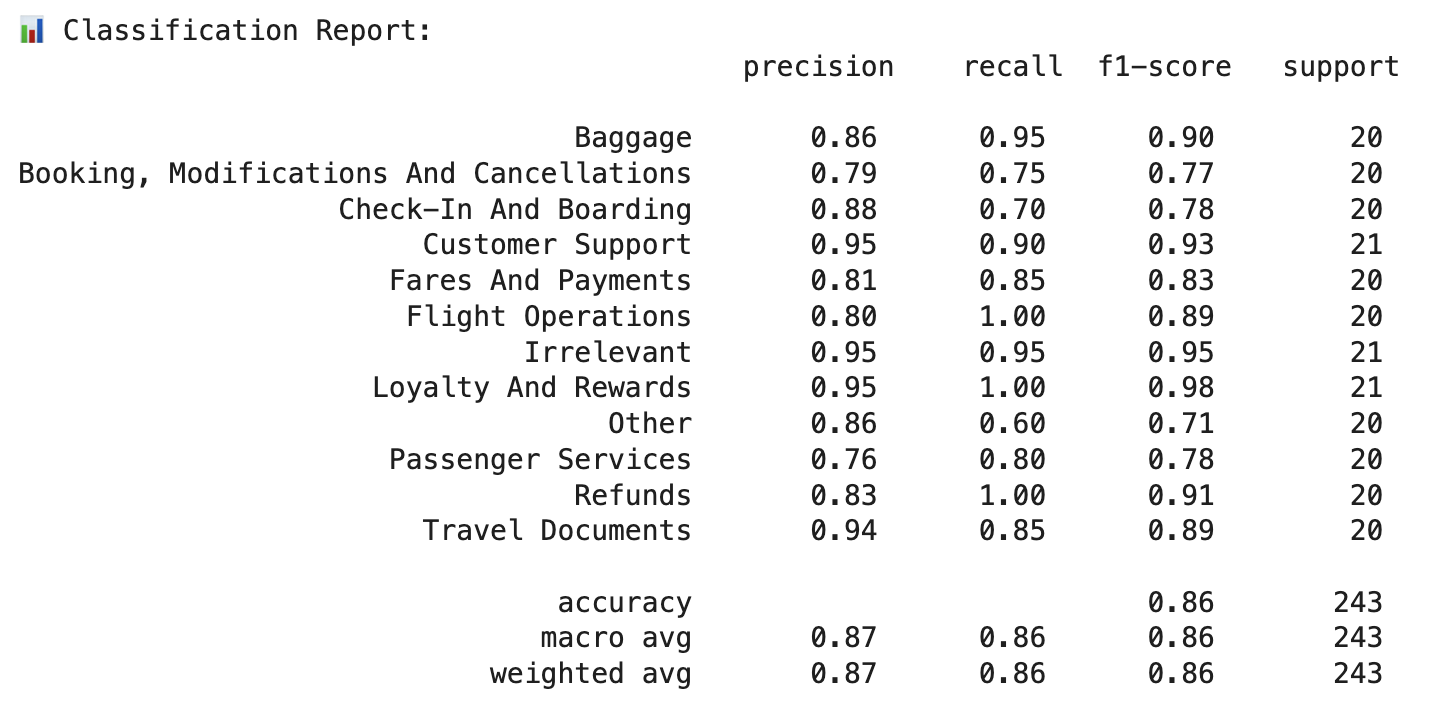 📊 Classification Report:
precision recall f1-score support
Baggage 0.86 0.95 0.90 20
Booking, Modifications And Cancellations 0.79 0.75 0.77 20
Check-In And Boarding 0.88 0.70 0.78 20
Customer Support 0.95 0.90 0.93 21
Fares And Payments 0.81 0.85 0.83 20
Flight Operations 0.80 1.00 0.89 20
Irrelevant 0.95 0.95 0.95 21
Loyalty And Rewards 0.95 1.00 0.98 21
Other 0.86 0.60 0.71 20
Passenger Services 0.76 0.80 0.78 20
Refunds 0.83 1.00 0.91 20
Travel Documents 0.94 0.85 0.89 20
accuracy 0.86 243
macro avg 0.87 0.86 0.86 243
weighted avg 0.87 0.86 0.86 243